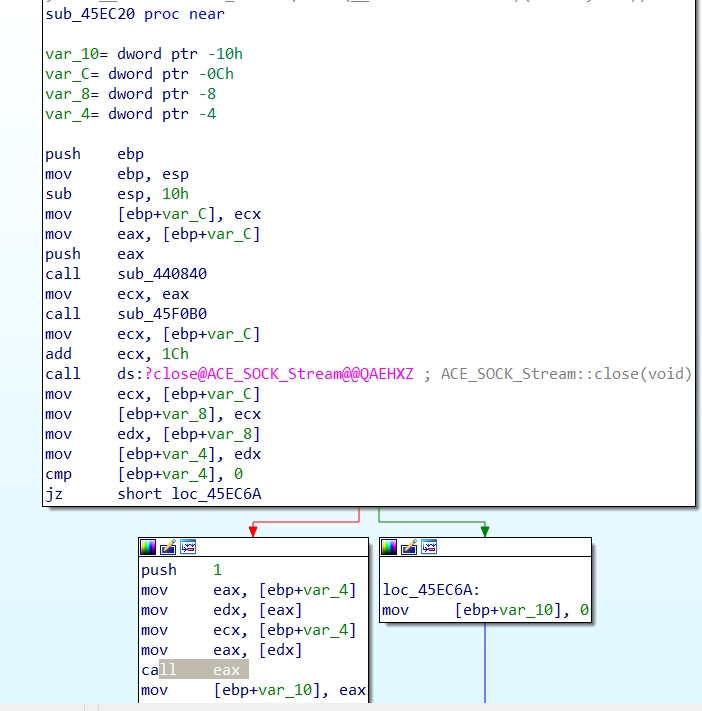 sub_45EC20 proc near
var_10= dword ptr -10h
var_C= dword ptr -0Ch
var_8= dword ptr -8
var_4= dword ptr -4
push ebp
mov ebp, esp
sub esp, 10h
mov [ebp+var_C], ecx
mov eax, [ebp+var_C]
push eax
call sub_440840
mov ecx, eax
call sub_45F0B0
mov ecx, [ebp+var_C]
add ecx, 1Ch
call ds:?close@ACE_SOCK_Stream@@QAEHXZ ; ACE_SOCK_Stream::close(void)
mov ecx, [ebp+var_C]
mov [ebp+var_8], ecx
mov edx, [ebp+var_8]
mov [ebp+var_4], edx
cmp [ebp+var_4], 0
jz short loc_45EC6A
push 1
mov eax, [ebp+var_4]
mov edx, [eax]
mov ecx, [ebp+var_4]
mov eax, [edx]
call eax
mov [ebp+var_10], eax
loc_45EC6A:
mov [ebp+var_10], 0